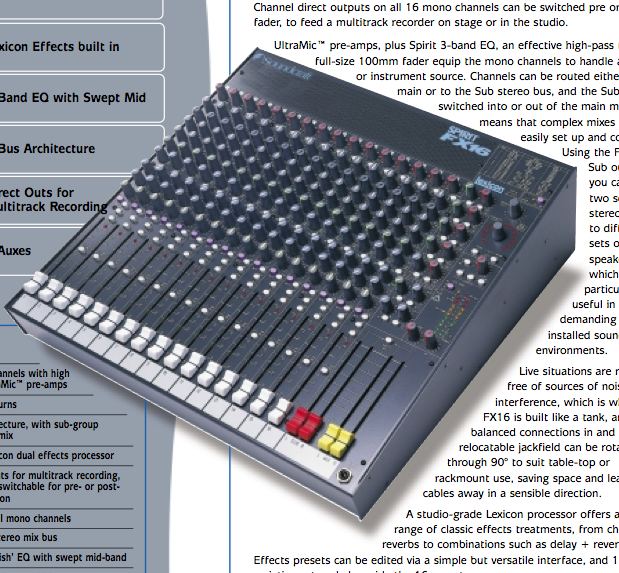 xicon Effects built in
Band EQ with Swept Mid
Bus Architecture
rect Outs for
ultitrack Recording
Auxes
annels with high
Mic™ pre-amps
urns
ecture, with sub-group
mix
con dual effects processor
ts for multitrack recording,
switchable for pre- or post-
on
l mono channels
tereo mix bus
ish' EQ with swept mid-band
Channel direct outputs on all 16 mono channels can be switched pre or
fader, to feed a multitrack recorder on stage or in the studio.
UltraMic™ pre-amps, plus Spirit 3-band EQ, an effective high-pass
full-size 100mm fader equip the mono channels to handle a
or instrument source. Channels can be routed eithe
main or to the Sub stereo bus, and the Sub
switched into or out of the main m
means that complex mixes
easily set up and co
Using the F
Sub ou
you ca
two se
stereo
to diff
sets o
speak
which
particu
useful in
demanding
installed soun
environments.
Live situations are r
free of sources of nois
interference, which is wh
FX16 is built like a tank, an
balanced connections in and
relocatable jackfield can be rota
through 90° to suit table-top or
rackmount use, saving space and lea
cables away in a sensible direction.
A studio-grade Lexicon processor offers a
range of classic effects treatments, from ch
reverbs to combinations such as delay + rever
Effects presets can be edited via a simple but versatile interface, and 1
Soundcraft
SPIRIT
FX16
lexicon